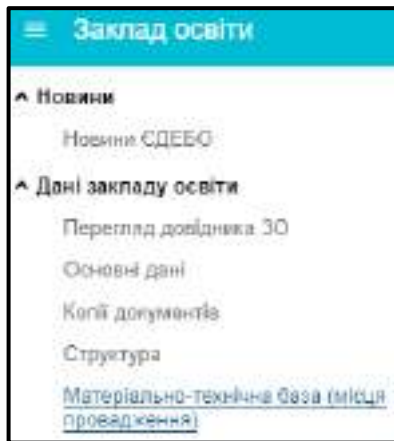 Заклад освіти
Новини
Новини ЄДЕБО
Дані закладу освіти
Перегляд довідника ЗО
Основні дані
Копії документів
Структура
Матеріально-технічна база (місця
провадження)